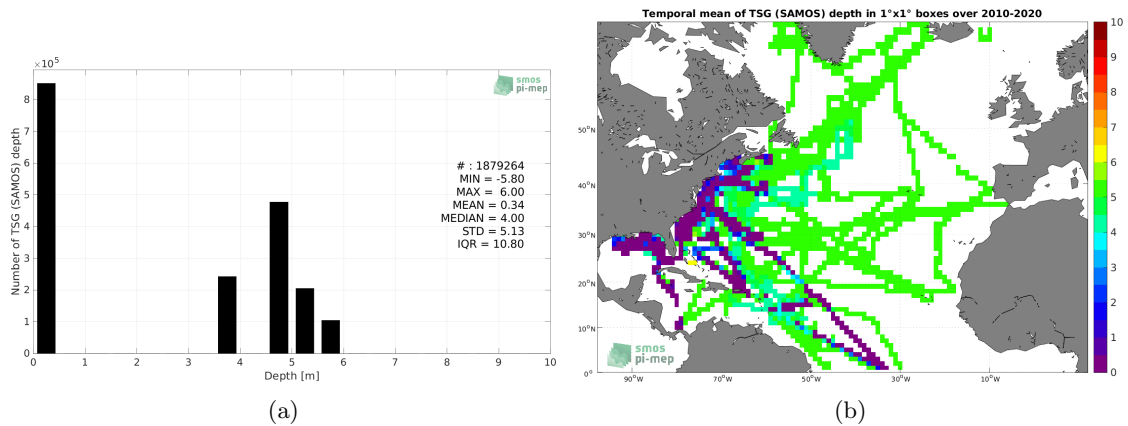 Temporal mean of TSG (SAMOS) depth in 1°x1° boxes over 2010-2020
×10⁵
smos
pi-mep
Number of TSG (SAMOS) depth
8
7
6
5
4
3
2
1
0
# : 1879264
MIN = -5.80
MAX = 6.00
MEAN = 0.34
MEDIAN = 4.00
STD = 5.13
IQR = 10.80
0 1 2 3 4 5 6 7 8 9 10
Depth [m]
(a)
50°N
40°N
30°N
20°N
10°N
0°
90°W 70°W 50°W 30°W 10°W
smos
pi-mep
10
9
8
7
6
5
4
3
2
1
0
(b)